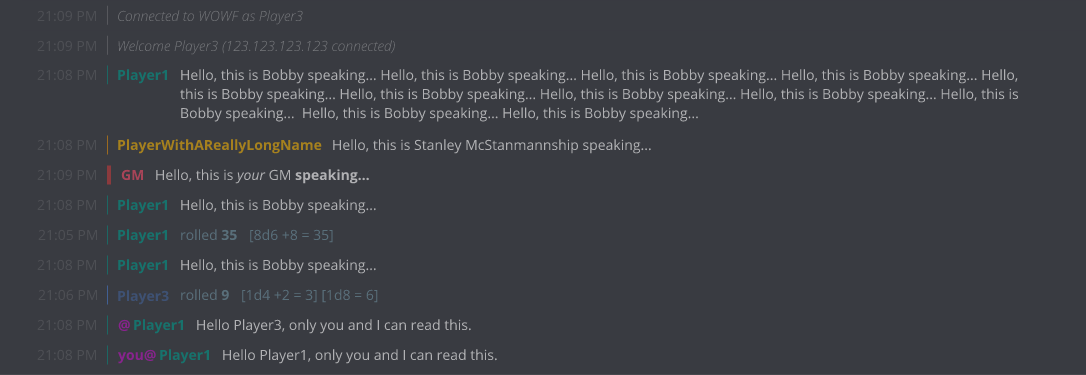 21:09 PM Connected to WOWF as Player3
21:09 PM Welcome Player3 (123.123.123.123 connected)
21:08 PM Player1 Hello, this is Bobby speaking... Hello, this is Bobby speaking... Hello, this is Bobby speaking... Hello, this is Bobby speaking... Hello,
this is Bobby speaking... Hello, this is Bobby speaking... Hello, this is Bobby speaking... Hello, this is Bobby speaking... Hello, this is
Bobby speaking...  Hello, this is Bobby speaking... Hello, this is Bobby speaking...
21:08 PM PlayerWithAReallyLongName Hello, this is Stanley McStanmannship speaking...
21:09 PM GM Hello, this is your GM speaking...
21:08 PM Player1 Hello, this is Bobby speaking...
21:05 PM Player1 rolled 35 [8d6 +8 = 35]
21:08 PM Player1 Hello, this is Bobby speaking...
21:06 PM Player3 rolled 9 [1d4 +2 = 3] [1d8 = 6]
21:08 PM @Player1 Hello Player3, only you and I can read this.
21:08 PM you@Player1 Hello Player1, only you and I can read this.